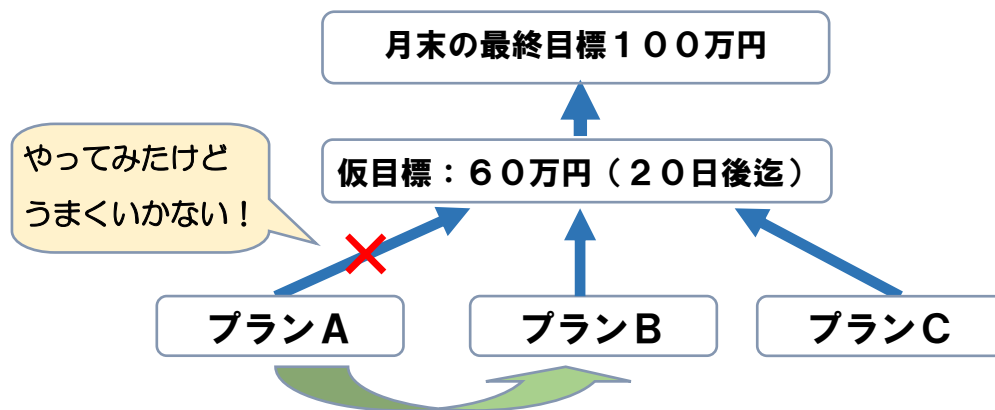 月末の最終目標１００万円
やってみたけど
うまくいかない！
仮目標：６０万円（２０日後迄）
プランＡ
プランＢ
プランＣ